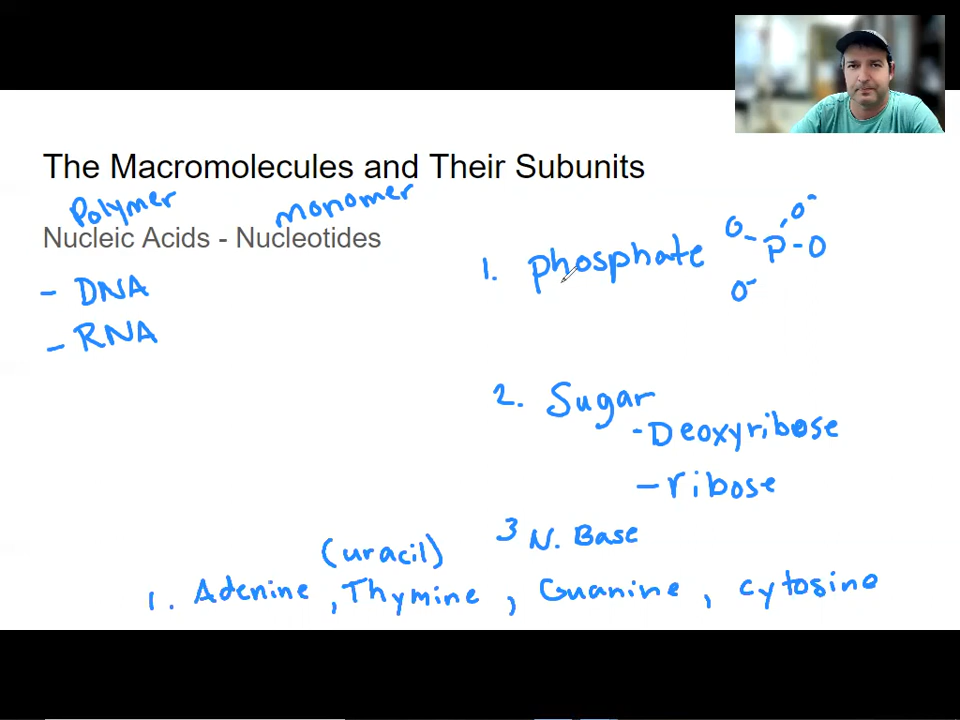 The Macromolecules and Their Subunits
Polymer monomer
Nucleic Acids - Nucleotides
- DNA
- RNA
1. phosphate O-P-O O⁻ O⁻
2. Sugar
- Deoxyribose
- ribose
3 N. Base
(uracil)
1. Adenine, Thymine, Guanine, cytosine